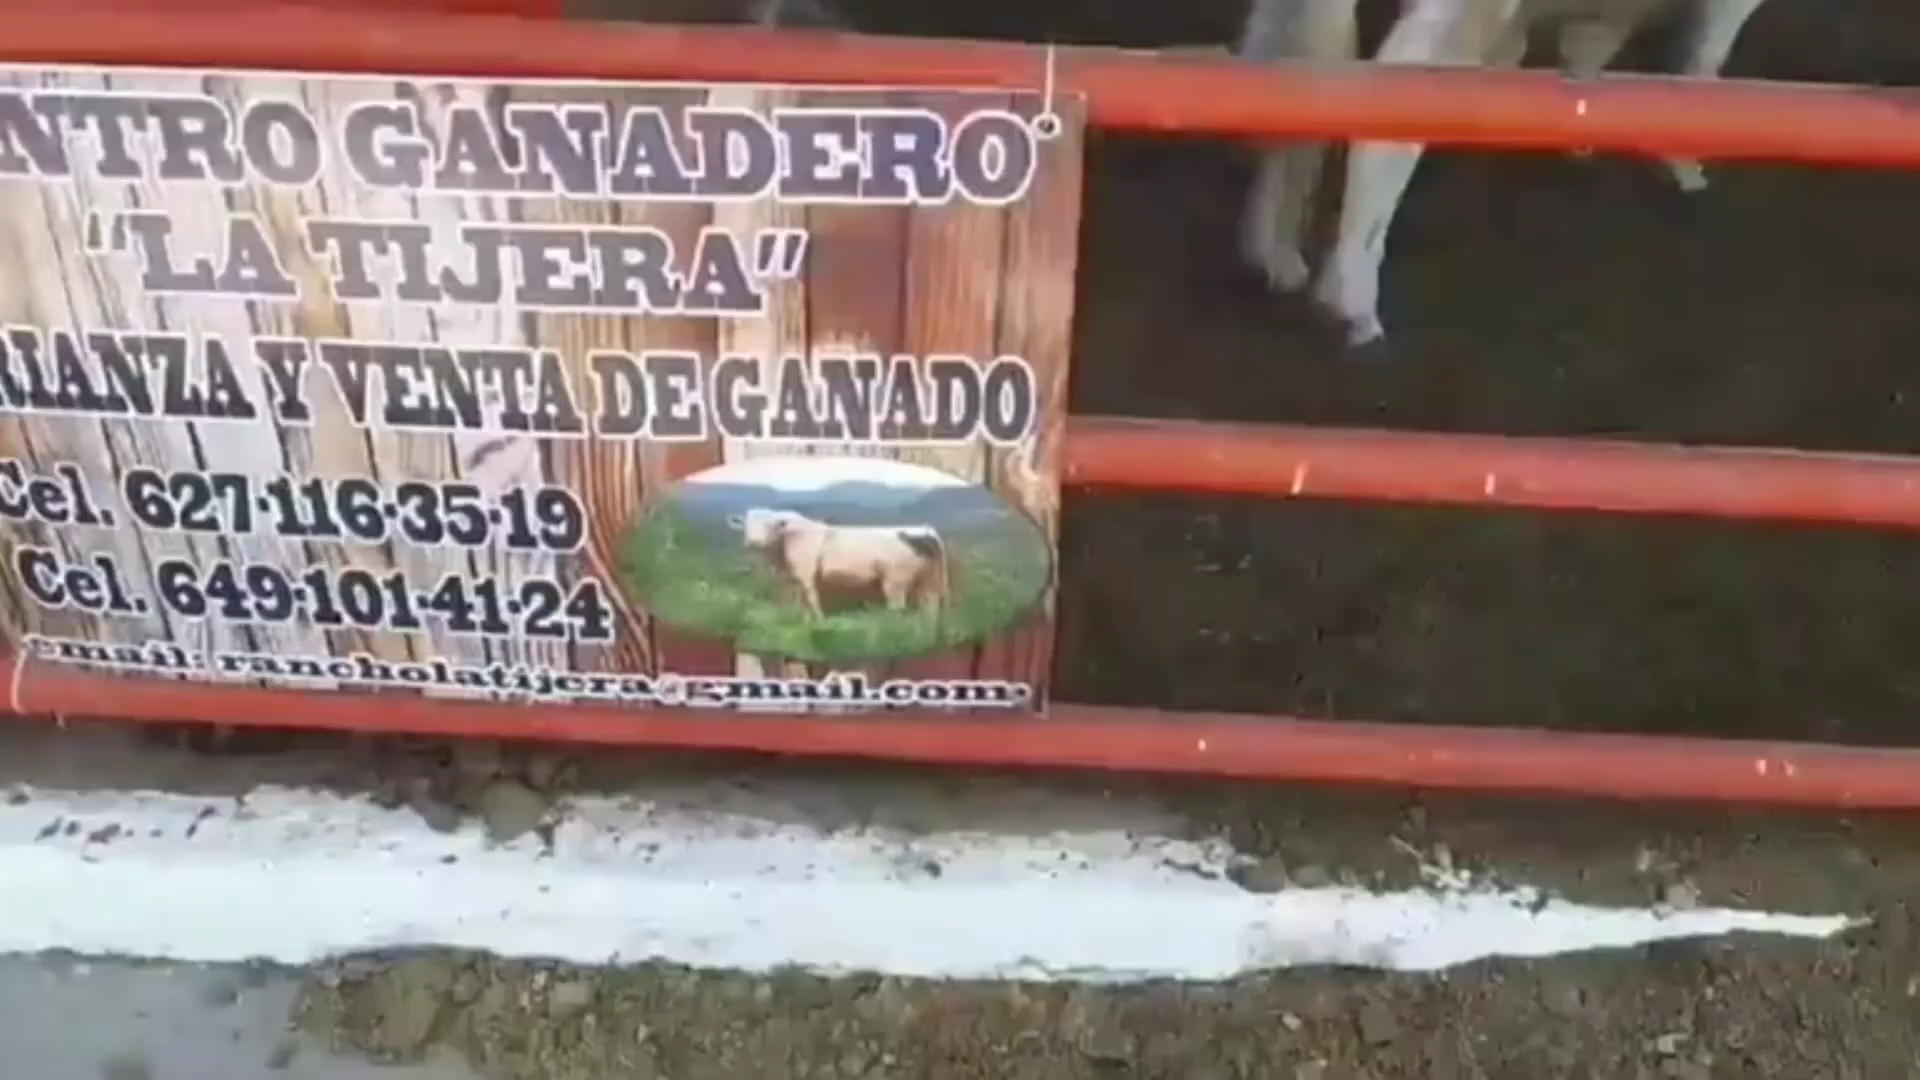 NTRO GANADERO
"LA TIJERA"
RIANZA Y VENTA DE GANADO
Cel. 627·116·35·19
Cel. 649·101·41·24
email: rancholatijera@gmail.com